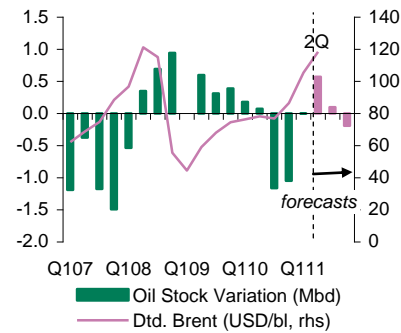 1.5 140
1.0 2Q 120
0.5 100
0.0 80
-0.5 60
-1.0 40
-1.5 forecasts 20
-2.0 0
Q107 Q108 Q109 Q110 Q111
Oil Stock Variation (Mbd)
Dtd. Brent (USD/bl, rhs)